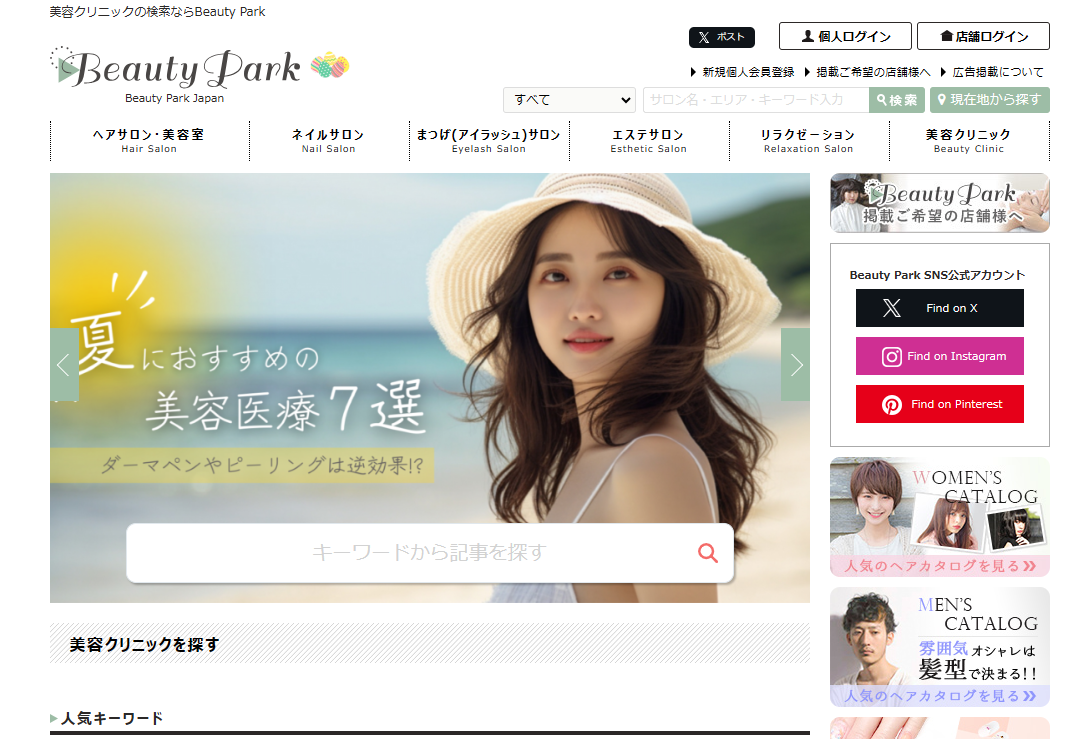 美容クリニックの検索ならBeauty Park
ポスト
個人ログイン
店舗ログイン
Beauty Park
Beauty Park Japan
新規個人会員登録
掲載ご希望の店舗様へ
広告掲載について
すべて
サロン名・エリア・キーワード入力
検索
現在地から探す
ヘアサロン・美容室
Hair Salon
ネイルサロン
Nail Salon
まつげ(アイラッシュ)サロン
Eyelash Salon
エステサロン
Esthetic Salon
リラクゼーション
Relaxation Salon
美容クリニック
Beauty Clinic
夏におすすめの
美容医療7選
ダーマペンやピーリングは逆効果!?
キーワードから記事を探す
美容クリニックを探す
人気キーワード
Beauty Park
掲載ご希望の店舗様へ
Beauty Park SNS公式アカウント
Find on X
Find on Instagram
Find on Pinterest
WOMEN'S
CATALOG
人気のヘアカタログを見る
MEN'S
CATALOG
雰囲気オシャレは
髪型で決まる!!
人気のヘアカタログを見る